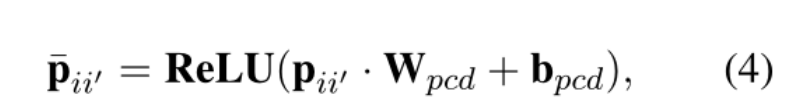 p̄_{ii'} = ReLU(p_{ii'} · W_{pcd} + b_{pcd}), (4)